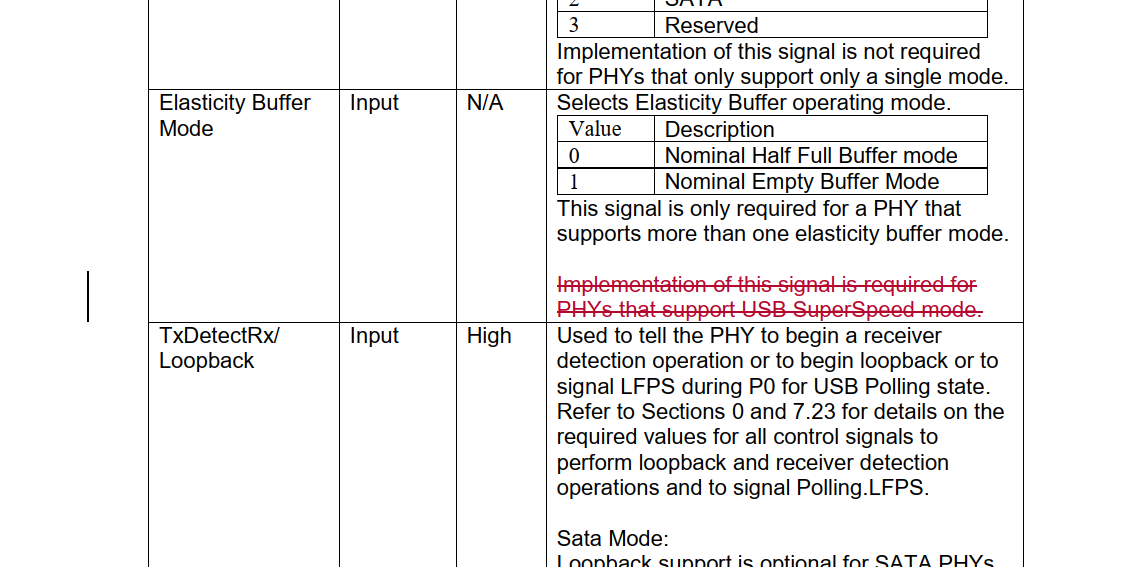 2 SATA
3 Reserved
Implementation of this signal is not required
for PHYs that only support only a single mode.
Elasticity Buffer
Mode
Input
N/A
Selects Elasticity Buffer operating mode.
Value Description
0 Nominal Half Full Buffer mode
1 Nominal Empty Buffer Mode
This signal is only required for a PHY that
supports more than one elasticity buffer mode.
Implementation of this signal is required for
PHYs that support USB SuperSpeed mode.
TxDetectRx/
Loopback
Input
High
Used to tell the PHY to begin a receiver
detection operation or to begin loopback or to
signal LFPS during P0 for USB Polling state.
Refer to Sections 0 and 7.23 for details on the
required values for all control signals to
perform loopback and receiver detection
operations and to signal Polling.LFPS.
Sata Mode:
Loopback support is optional for SATA PHYs